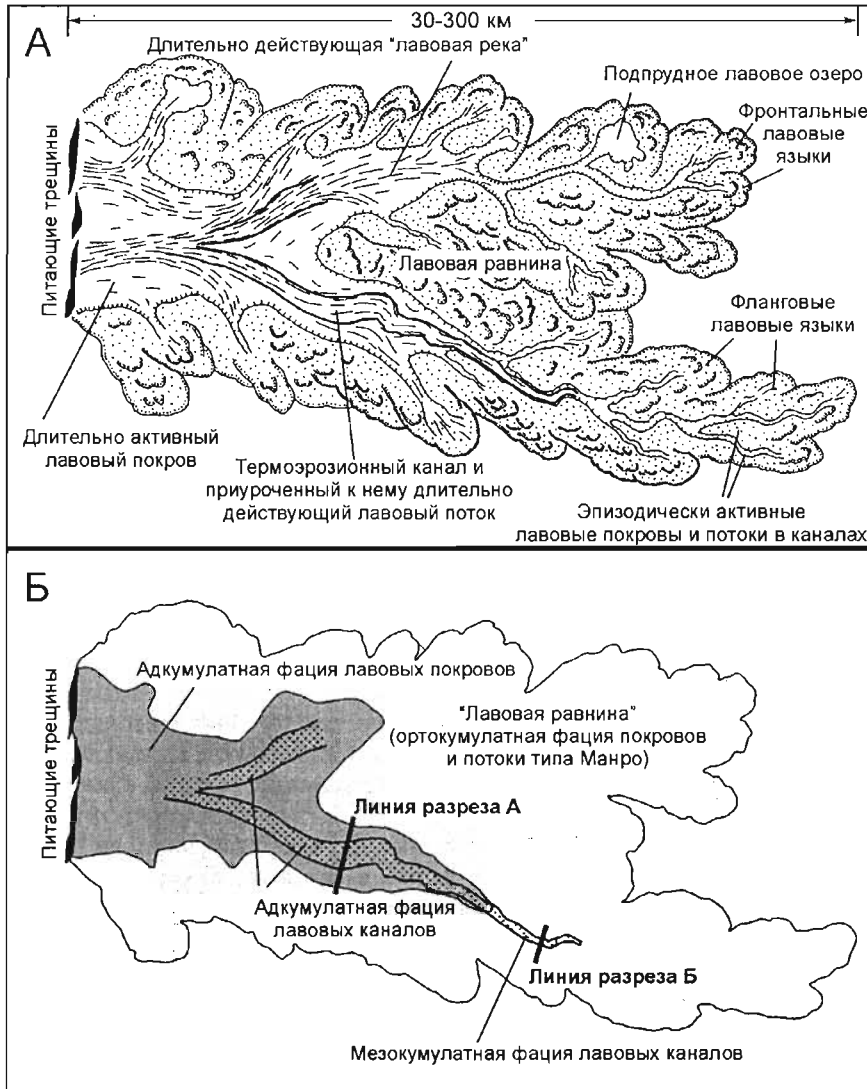 30-300 км
А
Длительно действующая "лавовая река"
Подпрудное лавовое озеро
Фронтальные
лавовые
языки
Питающие трещины
Лавовая равнина
Фланговые
лавовые языки
Длительно активный
лавовый покров
Термоэрозионный канал и
приуроченный к нему длительно
действующий лавовый поток
Эпизодически активные
лавовые покровы и потоки в каналах
Б
Адкумулатная фация лавовых покровов
"Лавовая равнина"
(ортокумулатная фация покровов
и потоки типа Манро)
Питающие трещины
Линия разреза А
Адкумулатная фация
лавовых каналов
Линия разреза Б
Мезокумулатная фация лавовых каналов